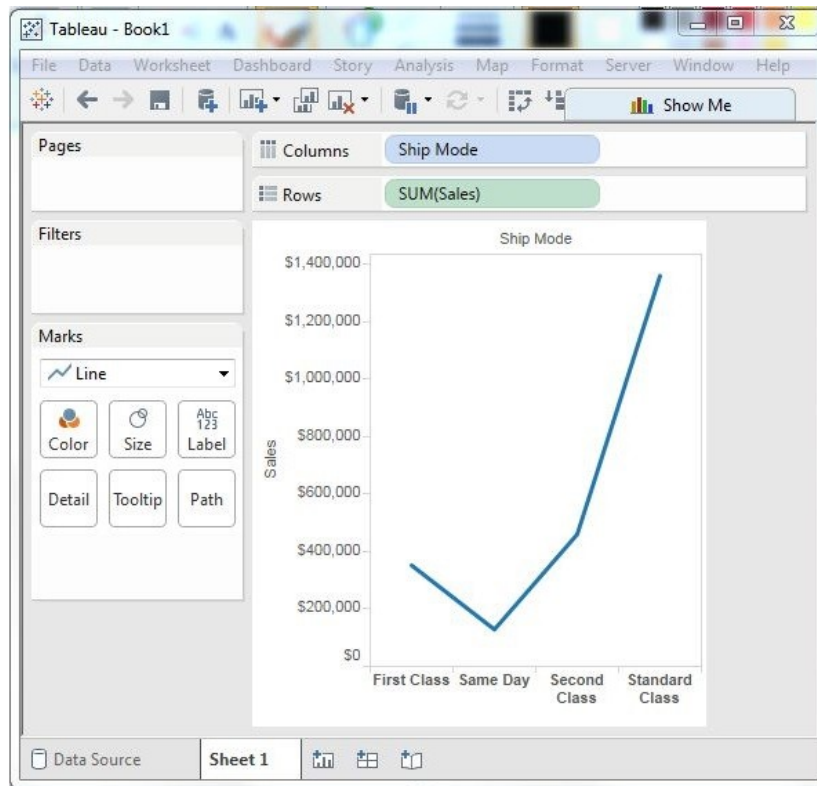 Tableau - Book1
File Data Worksheet Dashboard Story Analysis Map Format Server Window Help
Show Me
Pages
Columns Ship Mode
Rows SUM(Sales)
Filters
Marks
Line
Color Size Abc 123 Label
Detail Tooltip Path
Ship Mode
$1,400,000
$1,200,000
$1,000,000
$800,000
$600,000
$400,000
$200,000
$0
Sales
First Class Same Day Second Class Standard Class
Data Source Sheet 1